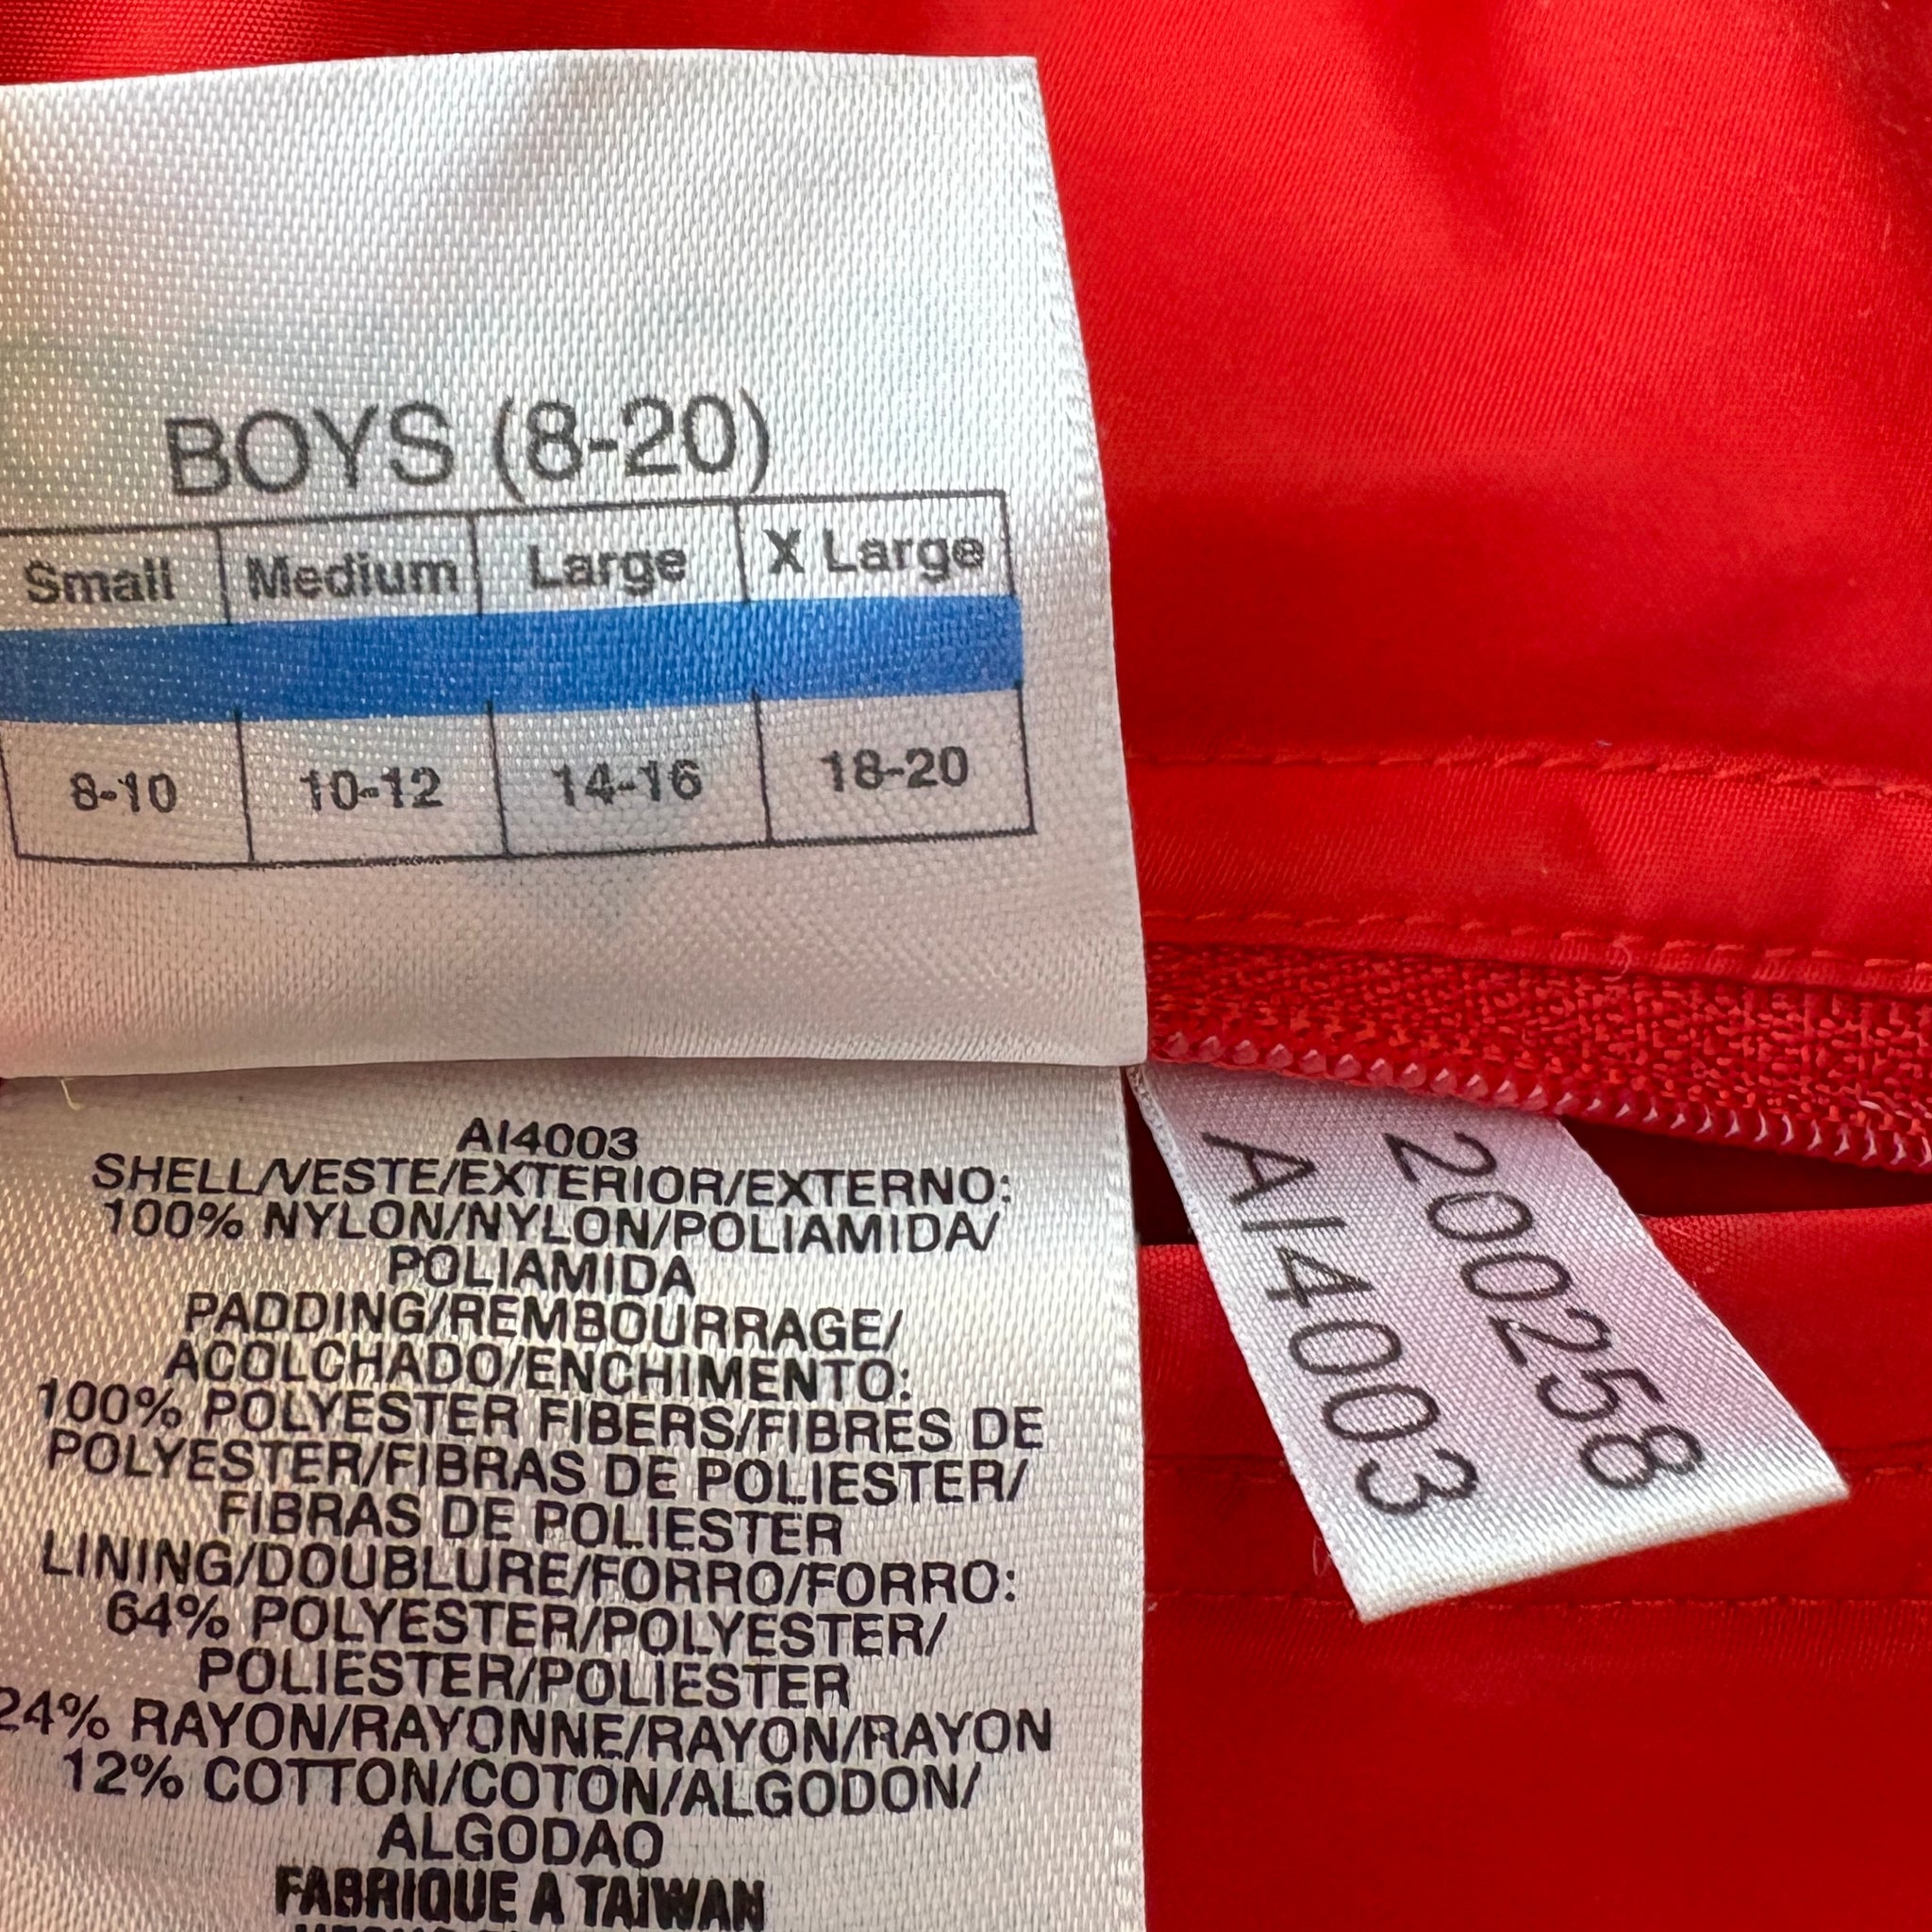 BOYS (8-20)
Small Medium Large X Large
8-10 10-12 14-16 18-20
AI4003
SHELL/VESTE/EXTERIOR/EXTERNO:
100% NYLON/NYLON/POLIAMIDA/
POLIAMIDA
PADDING/REMBOURRAGE/
ACOLCHADO/ENCHIMENTO:
100% POLYESTER FIBERS/FIBRES DE
POLYESTER/FIBRAS DE POLIESTER/
FIBRAS DE POLIESTER
LINING/DOUBLURE/FORRO/FORRO:
64% POLYESTER/POLYESTER/
POLIESTER/POLIESTER
24% RAYON/RAYONNE/RAYON/RAYON
12% COTTON/COTON/ALGODON/
ALGODAO
FABRIQUE A TAIWAN
200258
AI4003